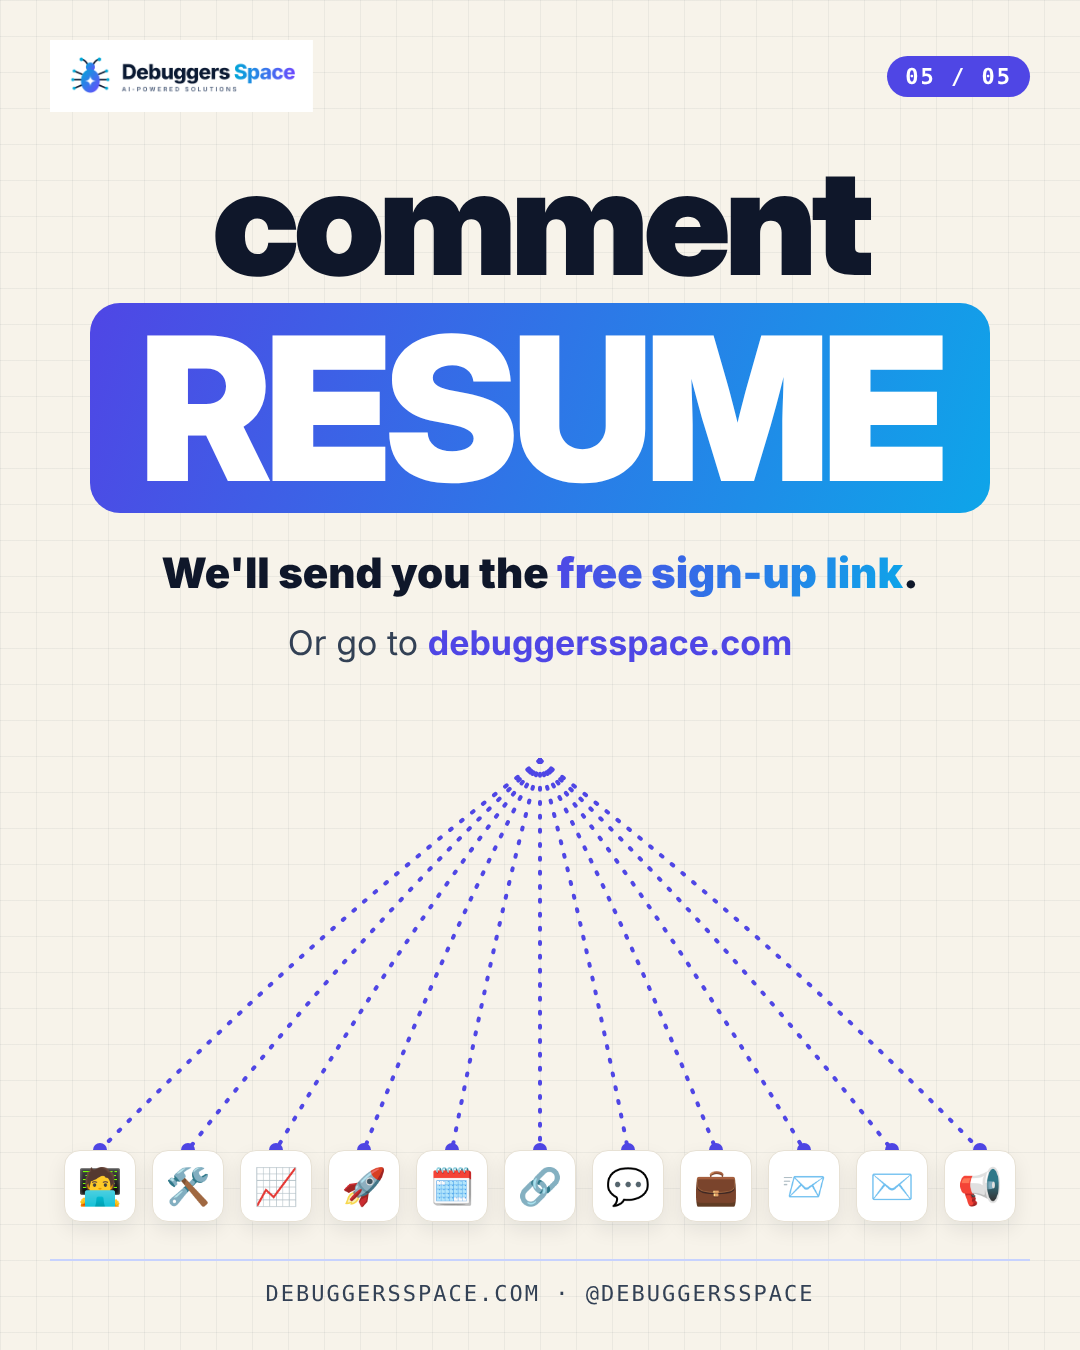 Debuggers Space
AI-POWERED SOLUTIONS
05 / 05
comment
RESUME
We'll send you the free sign-up link.
Or go to debuggersspace.com
DEBUGGERSSPACE.COM · @DEBUGGERSSPACE